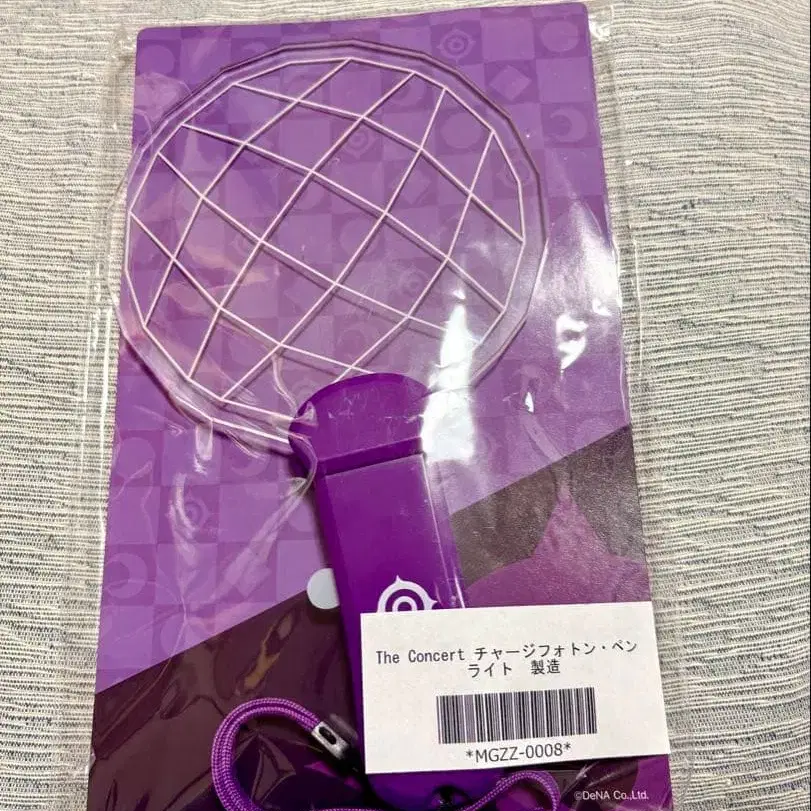 The Concert チャージフォトン・ペン
ライト 製造
*MGZZ-0008*
©DeNA Co.,Ltd.